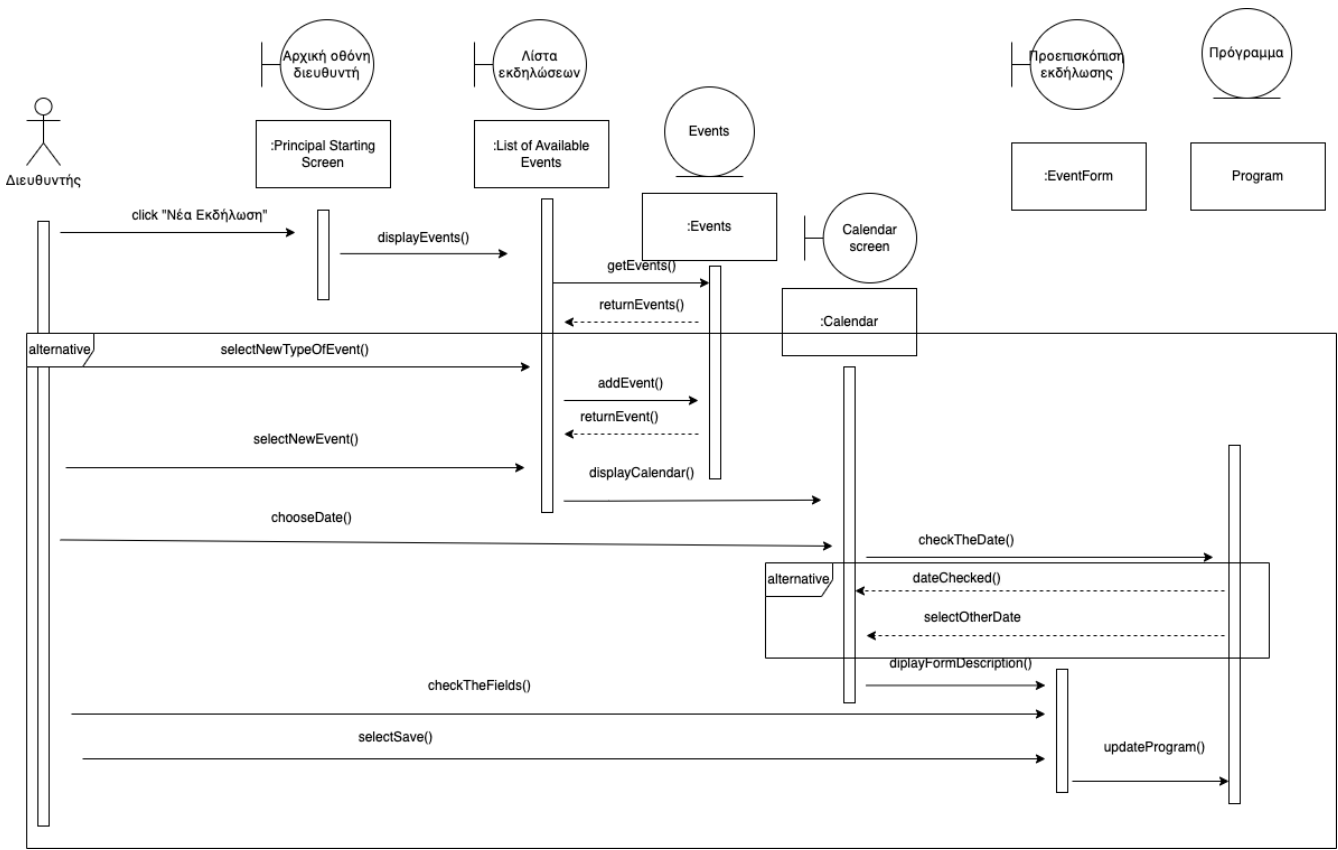 Αρχική οθόνη
διευθυντή
Λίστα
εκδηλώσεων
Προεπισκόπιση
εκδήλωσης
Πρόγραμμα
Events
:Principal Starting
Screen
:List of Available
Events
:EventForm
Program
Διευθυντής
:Events
Calendar
screen
:Calendar
click "Νέα Εκδήλωση"
displayEvents()
getEvents()
returnEvents()
alternative
selectNewTypeOfEvent()
addEvent()
returnEvent()
selectNewEvent()
displayCalendar()
chooseDate()
checkTheDate()
alternative
dateChecked()
selectOtherDate
diplayFormDescription()
checkTheFields()
selectSave()
updateProgram()